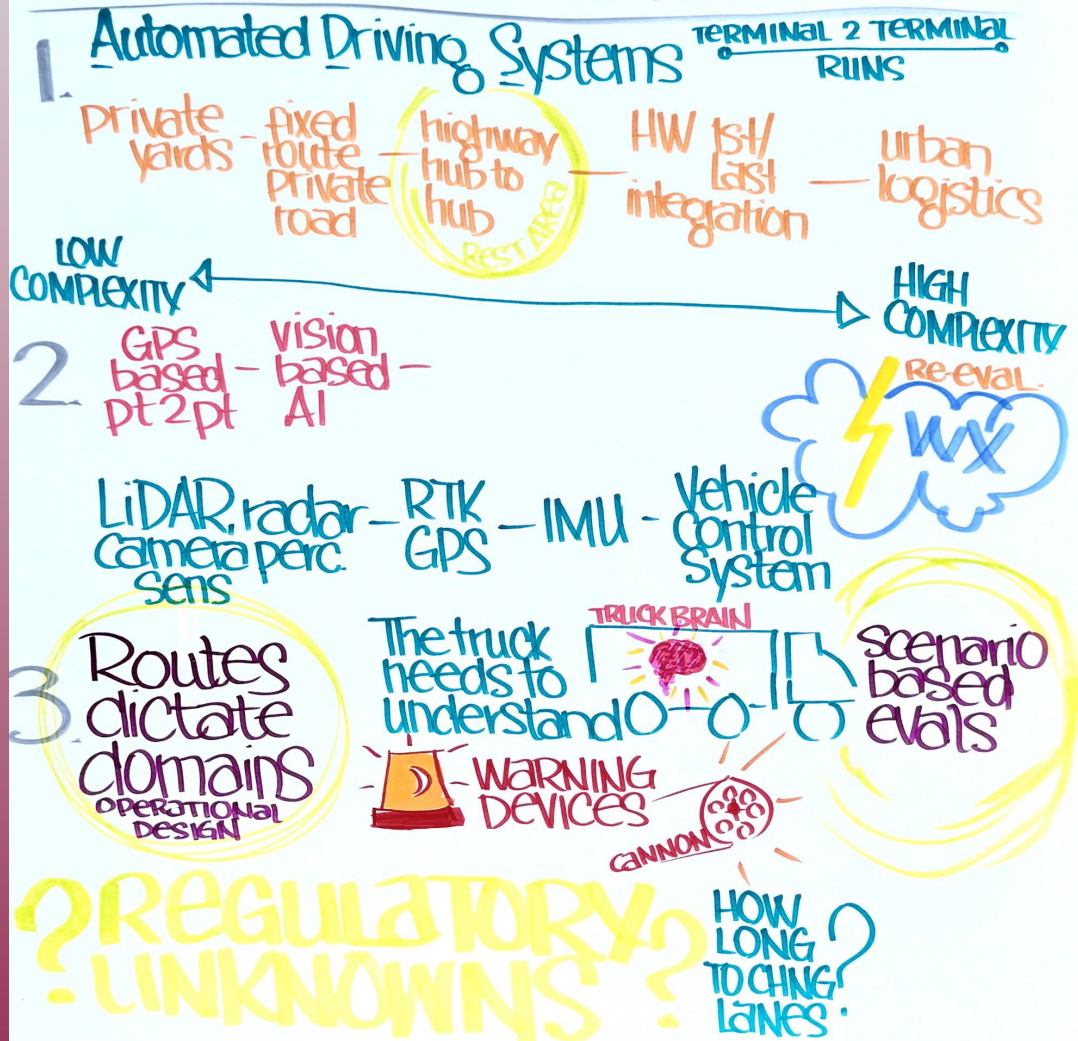 1.
Automated Driving Systems
TERMINAL 2 TERMINAL
RUNS
private
yards
fixed
route
private
road
highway
hub to
hub
REST AREA
HW 1st/
Last
integration
urban
logistics
LOW
COMPLEXITY
HIGH
COMPLEXITY
2.
GPS
based
pt2pt
vision
based
AI
RE-EVAL.
WX
LiDAR, radar
camera perc.
sens
RTK
GPS
IMU
Vehicle
Control
System
3.
Routes
dictate
domains
OPERATIONAL
DESIGN
The truck
needs to
understand
TRUCK BRAIN
scenario
based
evals
WARNING
DEVICES
CANNON
? REGULATORY
UNKNOWNS ?
HOW
LONG
TO CHNG
LANES ?